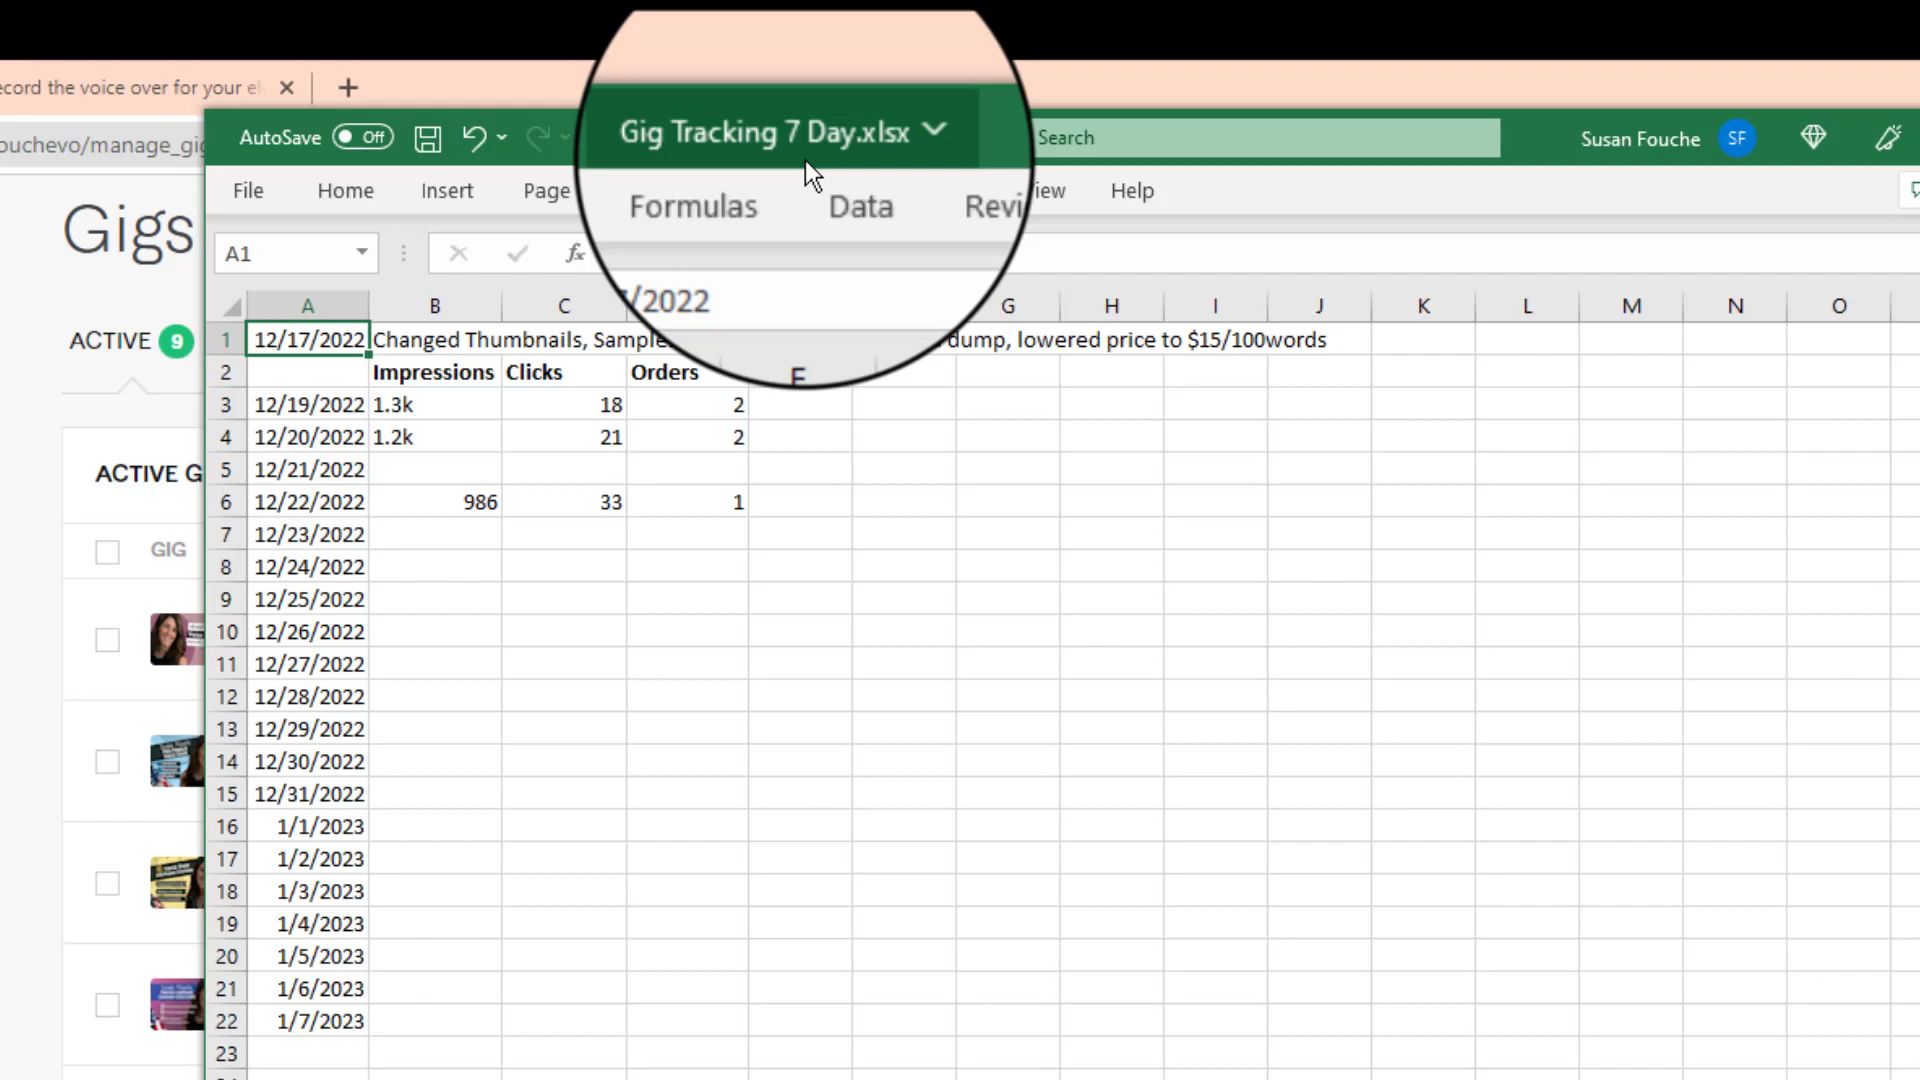 ecord the voice over for your el
ouchevo/manage_gig
AutoSave Off
Gig Tracking 7 Day.xlsx
Search
Susan Fouche SF
File Home Insert Page Formulas Data Revi iew Help
A1 fx /2022
Gigs
ACTIVE 9
ACTIVE G
GIG
A B C G H I J K L M N O
1 12/17/2022 Changed Thumbnails, Sample dump, lowered price to $15/100words
2 Impressions Clicks Orders
3 12/19/2022 1.3k 18 2
4 12/20/2022 1.2k 21 2
5 12/21/2022
6 12/22/2022 986 33 1
7 12/23/2022
8 12/24/2022
9 12/25/2022
10 12/26/2022
11 12/27/2022
12 12/28/2022
13 12/29/2022
14 12/30/2022
15 12/31/2022
16 1/1/2023
17 1/2/2023
18 1/3/2023
19 1/4/2023
20 1/5/2023
21 1/6/2023
22 1/7/2023
23